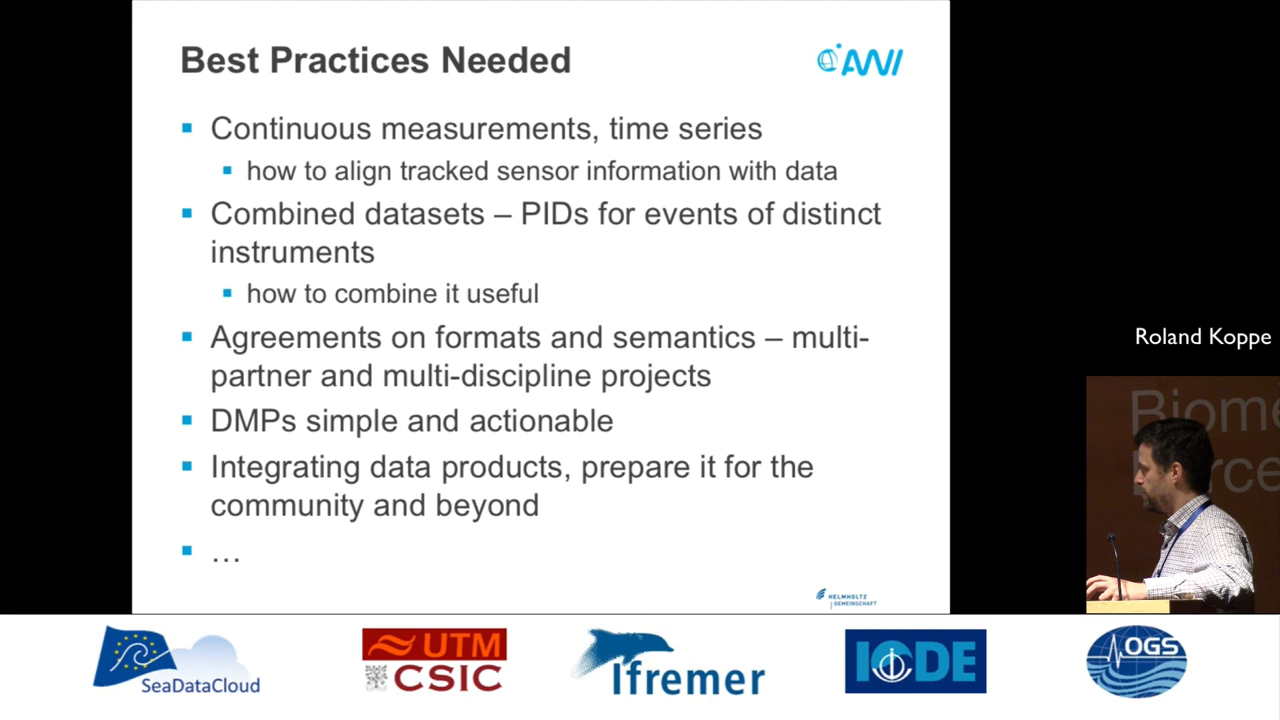 Best Practices Needed
AWI
Continuous measurements, time series
how to align tracked sensor information with data
Combined datasets – PIDs for events of distinct
instruments
how to combine it useful
Agreements on formats and semantics – multi-
partner and multi-discipline projects
DMPs simple and actionable
Integrating data products, prepare it for the
community and beyond
…
HELMHOLTZ
GEMEINSCHAFT
Roland Koppe
Biome
SeaDataCloud
UTM
CSIC
Ifremer
IODE
OGS